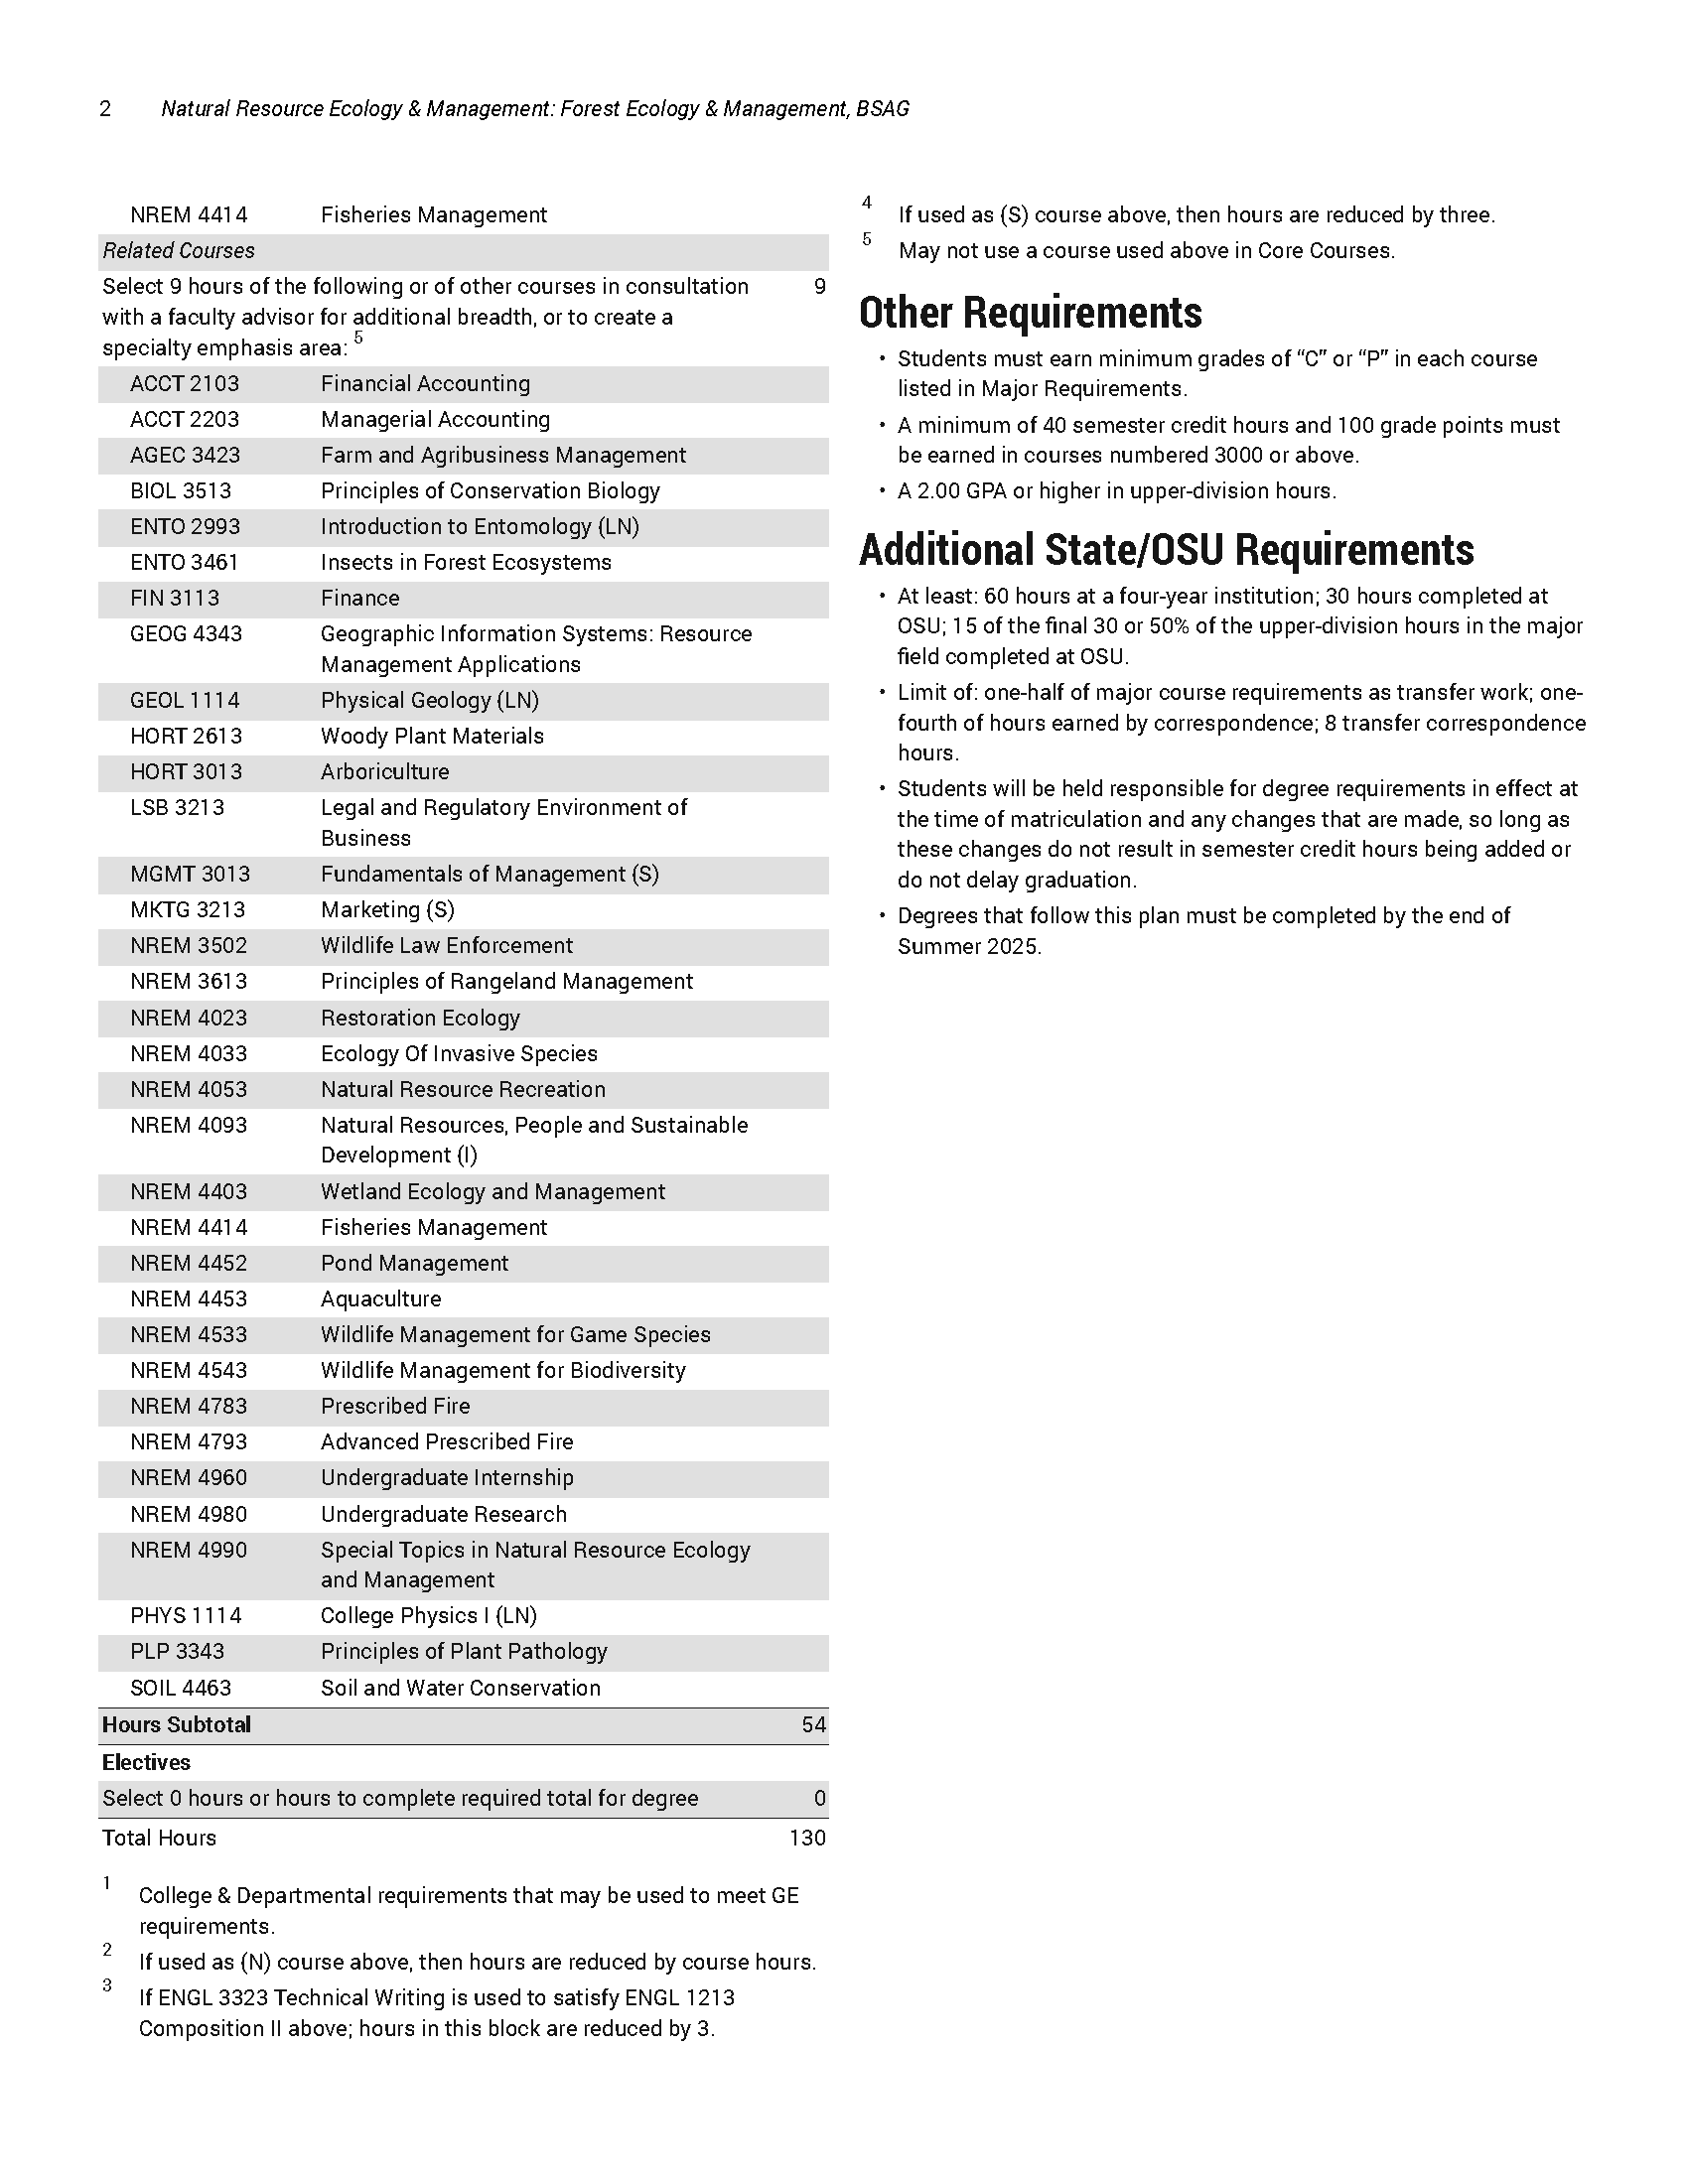 2 Natural Resource Ecology & Management: Forest Ecology & Management, BSAG
NREM 4414 Fisheries Management
Related Courses
Select 9 hours of the following or of other courses in consultation 9
with a faculty advisor for additional breadth, or to create a
specialty emphasis area: 5
ACCT 2103 Financial Accounting
ACCT 2203 Managerial Accounting
AGEC 3423 Farm and Agribusiness Management
BIOL 3513 Principles of Conservation Biology
ENTO 2993 Introduction to Entomology (LN)
ENTO 3461 Insects in Forest Ecosystems
FIN 3113 Finance
GEOG 4343 Geographic Information Systems: Resource
Management Applications
GEOL 1114 Physical Geology (LN)
HORT 2613 Woody Plant Materials
HORT 3013 Arboriculture
LSB 3213 Legal and Regulatory Environment of
Business
MGMT 3013 Fundamentals of Management (S)
MKTG 3213 Marketing (S)
NREM 3502 Wildlife Law Enforcement
NREM 3613 Principles of Rangeland Management
NREM 4023 Restoration Ecology
NREM 4033 Ecology Of Invasive Species
NREM 4053 Natural Resource Recreation
NREM 4093 Natural Resources, People and Sustainable
Development (I)
NREM 4403 Wetland Ecology and Management
NREM 4414 Fisheries Management
NREM 4452 Pond Management
NREM 4453 Aquaculture
NREM 4533 Wildlife Management for Game Species
NREM 4543 Wildlife Management for Biodiversity
NREM 4783 Prescribed Fire
NREM 4793 Advanced Prescribed Fire
NREM 4960 Undergraduate Internship
NREM 4980 Undergraduate Research
NREM 4990 Special Topics in Natural Resource Ecology
and Management
PHYS 1114 College Physics I (LN)
PLP 3343 Principles of Plant Pathology
SOIL 4463 Soil and Water Conservation
Hours Subtotal 54
Electives
Select 0 hours or hours to complete required total for degree 0
Total Hours 130
1 College & Departmental requirements that may be used to meet GE
requirements.
2 If used as (N) course above, then hours are reduced by course hours.
3 If ENGL 3323 Technical Writing is used to satisfy ENGL 1213
Composition II above; hours in this block are reduced by 3.
4 If used as (S) course above, then hours are reduced by three.
5 May not use a course used above in Core Courses.
Other Requirements
• Students must earn minimum grades of “C” or “P” in each course
listed in Major Requirements.
• A minimum of 40 semester credit hours and 100 grade points must
be earned in courses numbered 3000 or above.
• A 2.00 GPA or higher in upper-division hours.
Additional State/OSU Requirements
• At least: 60 hours at a four-year institution; 30 hours completed at
OSU; 15 of the final 30 or 50% of the upper-division hours in the major
field completed at OSU.
• Limit of: one-half of major course requirements as transfer work; one-
fourth of hours earned by correspondence; 8 transfer correspondence
hours.
• Students will be held responsible for degree requirements in effect at
the time of matriculation and any changes that are made, so long as
these changes do not result in semester credit hours being added or
do not delay graduation.
• Degrees that follow this plan must be completed by the end of
Summer 2025.